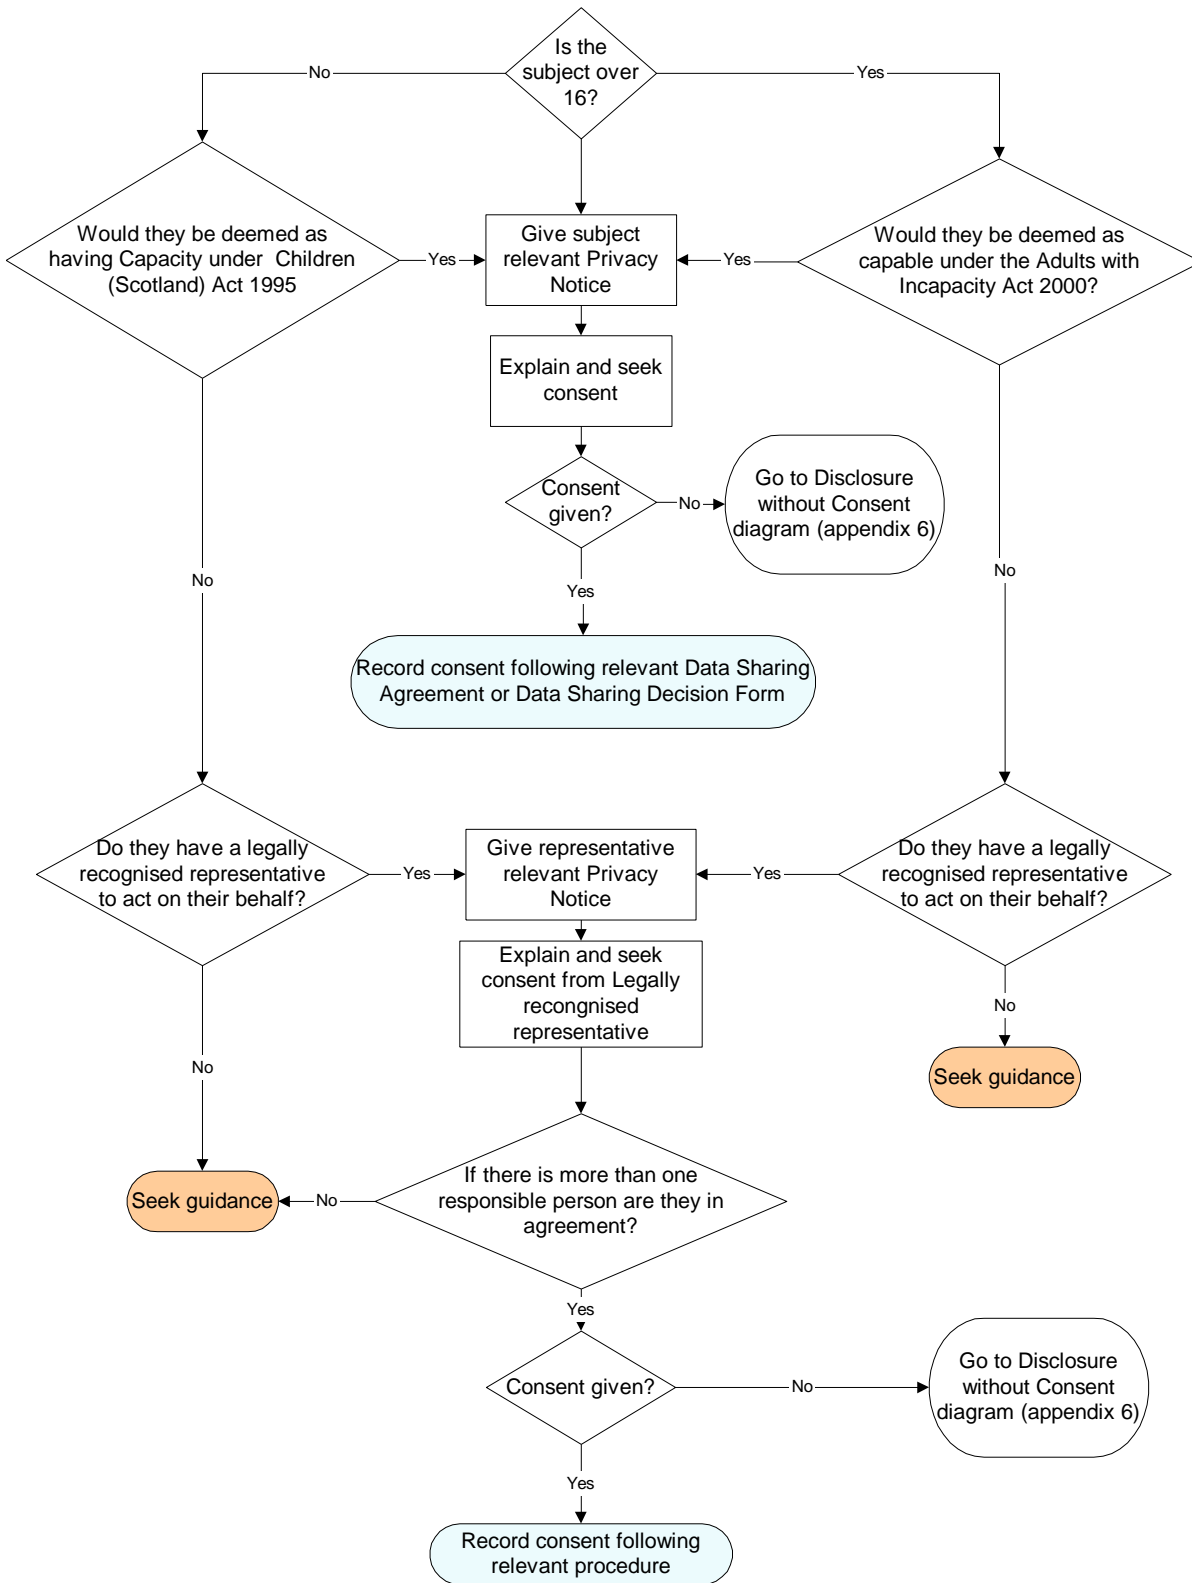 Is the
subject over
16?
No
Yes
Would they be deemed as
having Capacity under Children
(Scotland) Act 1995
Yes
Give subject
relevant Privacy
Notice
Yes
Would they be deemed as
capable under the Adults with
Incapacity Act 2000?
Explain and seek
consent
Consent
given?
No
Go to Disclosure
without Consent
diagram (appendix 6)
No
Yes
No
Record consent following relevant Data Sharing
Agreement or Data Sharing Decision Form
Do they have a legally
recognised representative
to act on their behalf?
Yes
Give representative
relevant Privacy
Notice
Yes
Do they have a legally
recognised representative
to act on their behalf?
Explain and seek
consent from Legally
recongnised
representative
No
No
Seek guidance
If there is more than one
responsible person are they in
agreement?
No
Seek guidance
Yes
Consent given?
No
Go to Disclosure
without Consent
diagram (appendix 6)
Yes
Record consent following
relevant procedure